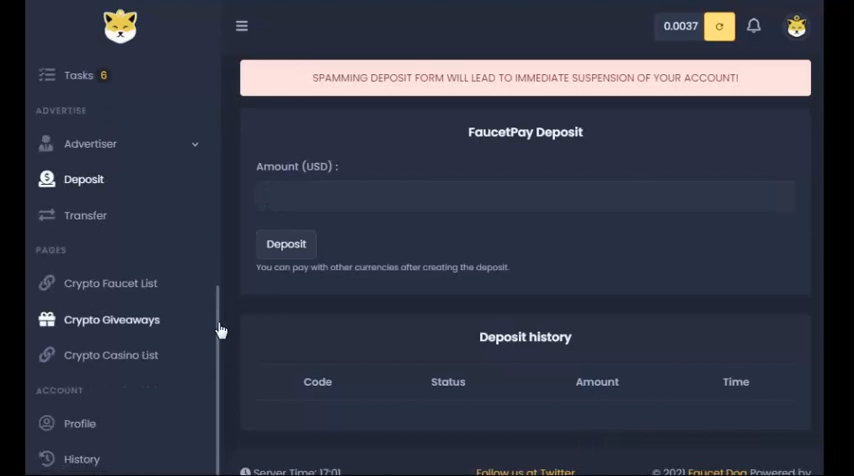 0.0037
Tasks 6
ADVERTISE
Advertiser
Deposit
Transfer
PAGES
Crypto Faucet List
Crypto Giveaways
Crypto Casino List
ACCOUNT
Profile
History
SPAMMING DEPOSIT FORM WILL LEAD TO IMMEDIATE SUSPENSION OF YOUR ACCOUNT!
FaucetPay Deposit
Amount (USD) :
Deposit
You can pay with other currencies after creating the deposit.
Deposit history
Code Status Amount Time
Server Time: 17:01 Follow us at Twitter © 2021 Faucet Dog Powered by